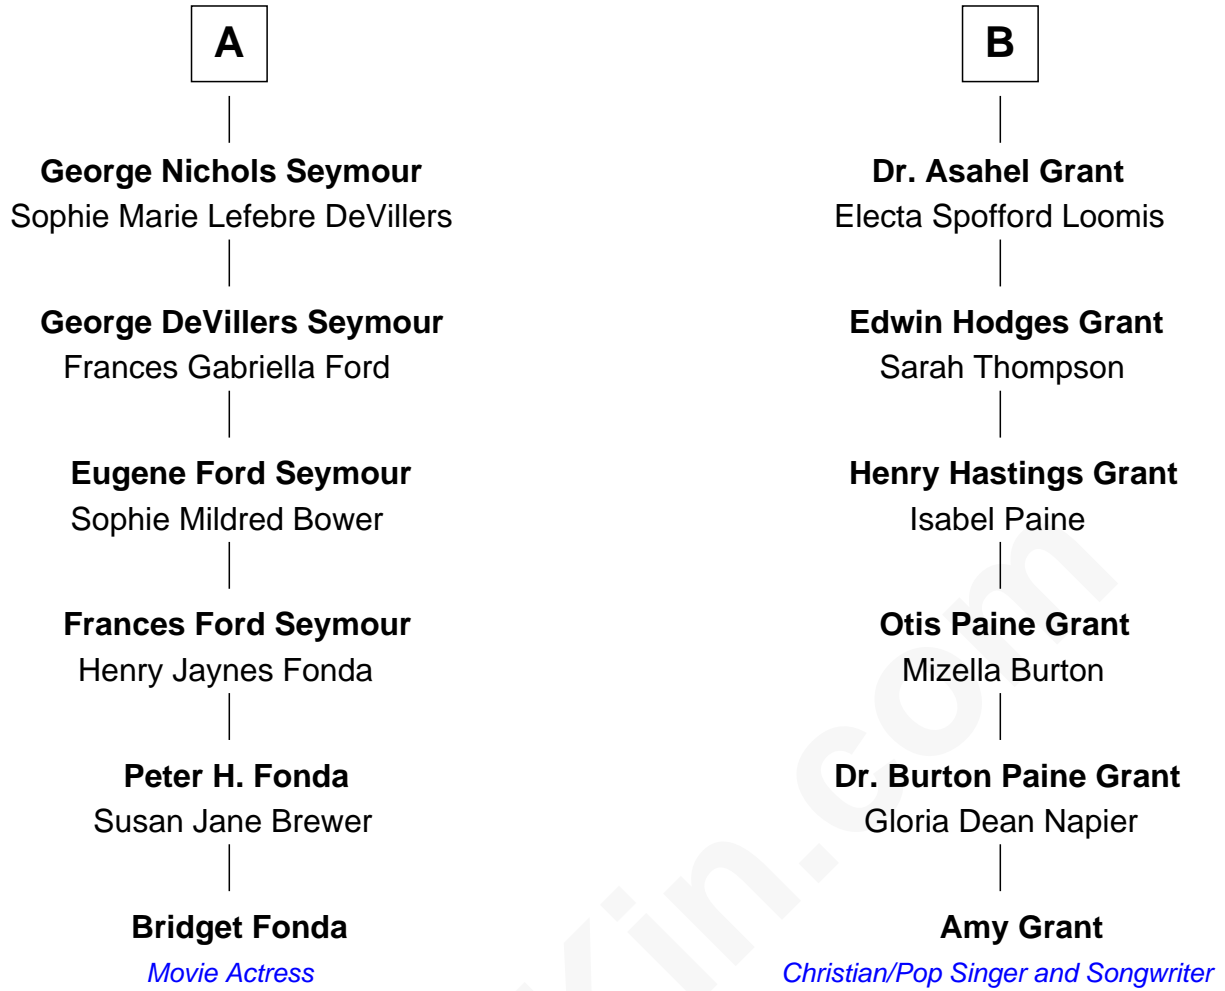 A
George Nichols Seymour
Sophie Marie Lefebre DeVillers
George DeVillers Seymour
Frances Gabriella Ford
Eugene Ford Seymour
Sophie Mildred Bower
Frances Ford Seymour
Henry Jaynes Fonda
Peter H. Fonda
Susan Jane Brewer
Bridget Fonda
Movie Actress
B
Dr. Asahel Grant
Electa Spofford Loomis
Edwin Hodges Grant
Sarah Thompson
Henry Hastings Grant
Isabel Paine
Otis Paine Grant
Mizella Burton
Dr. Burton Paine Grant
Gloria Dean Napier
Amy Grant
Christian/Pop Singer and Songwriter